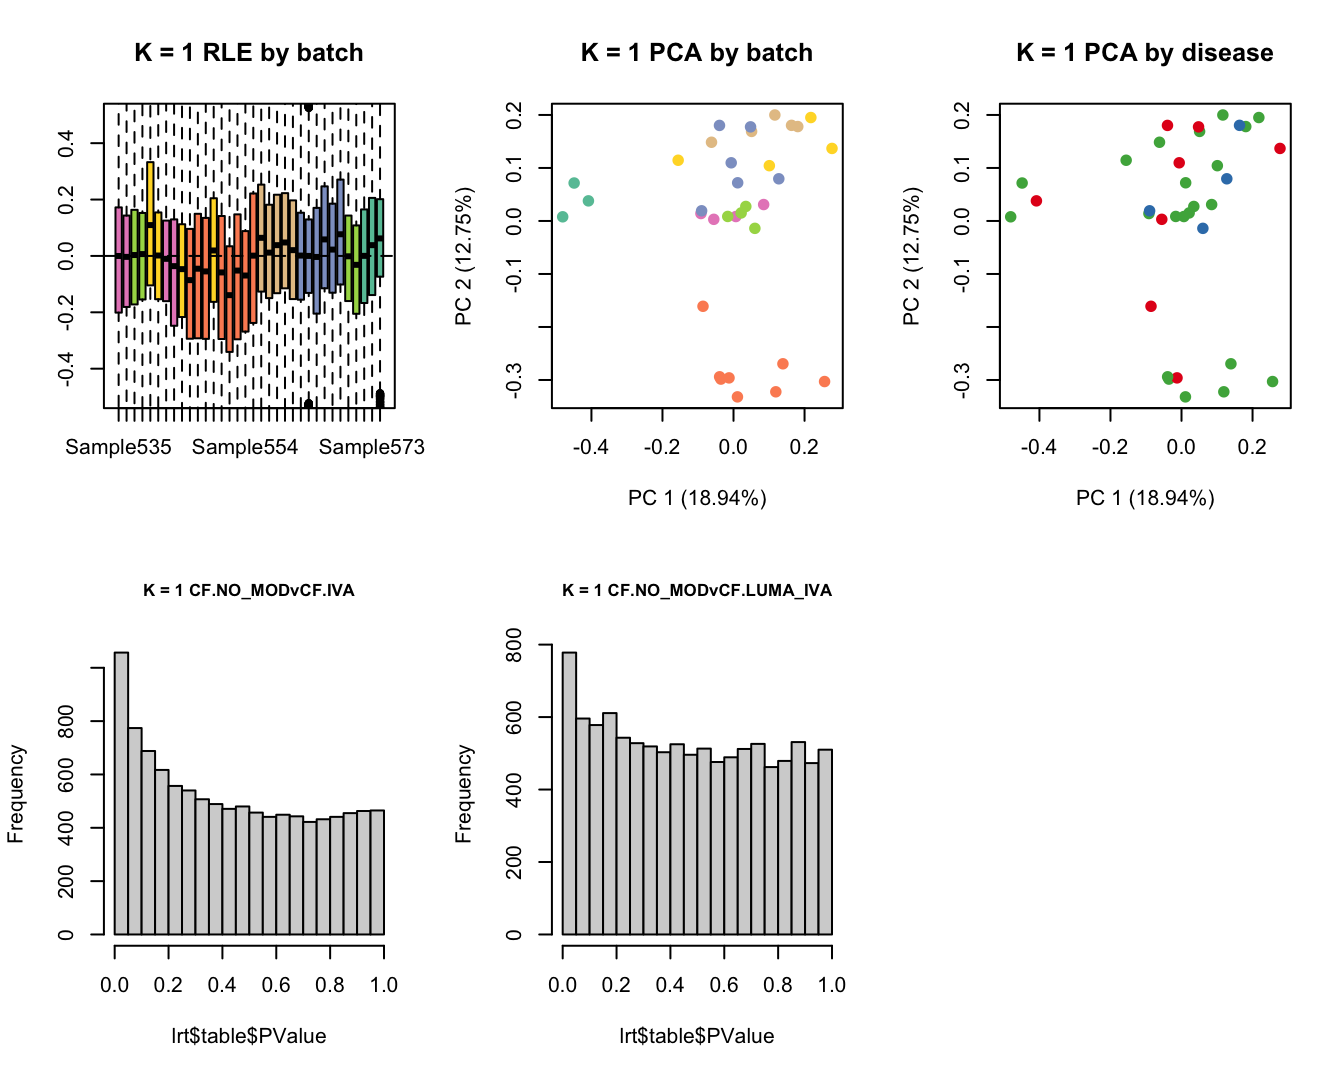 K = 1 RLE by batch
0.4
0.2
0.0
-0.2
-0.4
Sample535 Sample554 Sample573
K = 1 PCA by batch
PC 2 (12.75%)
0.2
0.1
0.0
-0.1
-0.3
-0.4 -0.2 0.0 0.2
PC 1 (18.94%)
K = 1 PCA by disease
PC 2 (12.75%)
0.2
0.1
0.0
-0.1
-0.3
-0.4 -0.2 0.0 0.2
PC 1 (18.94%)
K = 1 CF.NO_MODvCF.IVA
Frequency
800
600
400
200
0
0.0 0.2 0.4 0.6 0.8 1.0
lrt$table$PValue
K = 1 CF.NO_MODvCF.LUMA_IVA
Frequency
800
600
400
200
0
0.0 0.2 0.4 0.6 0.8 1.0
lrt$table$PValue